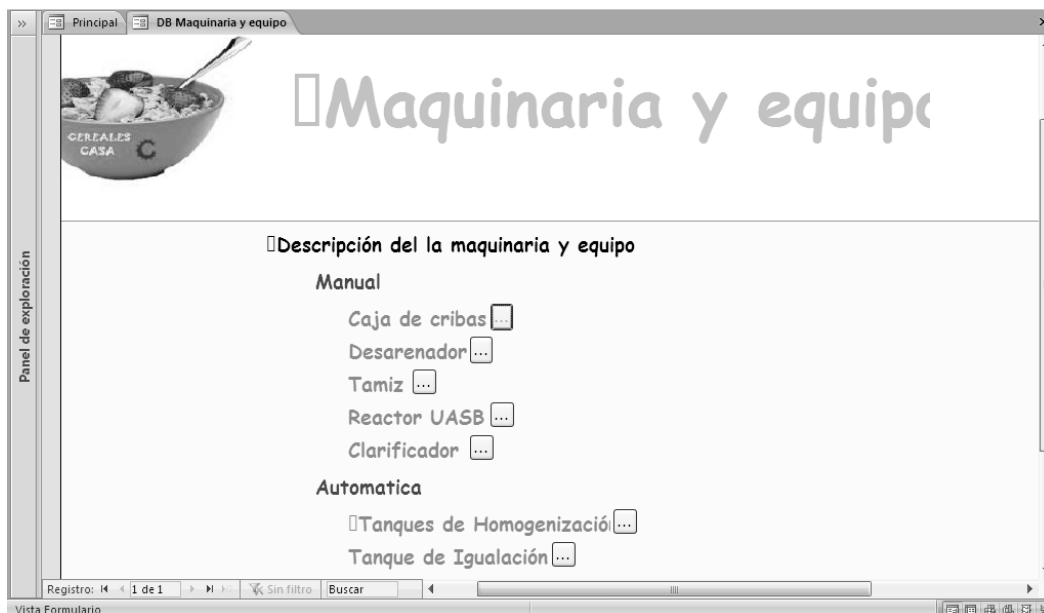 Principal DB Maquinaria y equipo
CEREALES
CASA C
▯Maquinaria y equipo
Panel de exploración
▯Descripción del la maquinaria y equipo
Manual
Caja de cribas ...
Desarenador ...
Tamiz ...
Reactor UASB ...
Clarificador ...
Automatica
▯Tanques de Homogenizació ...
Tanque de Igualación ...
Registro: 1 de 1 Sin filtro Buscar
Vista Formulario